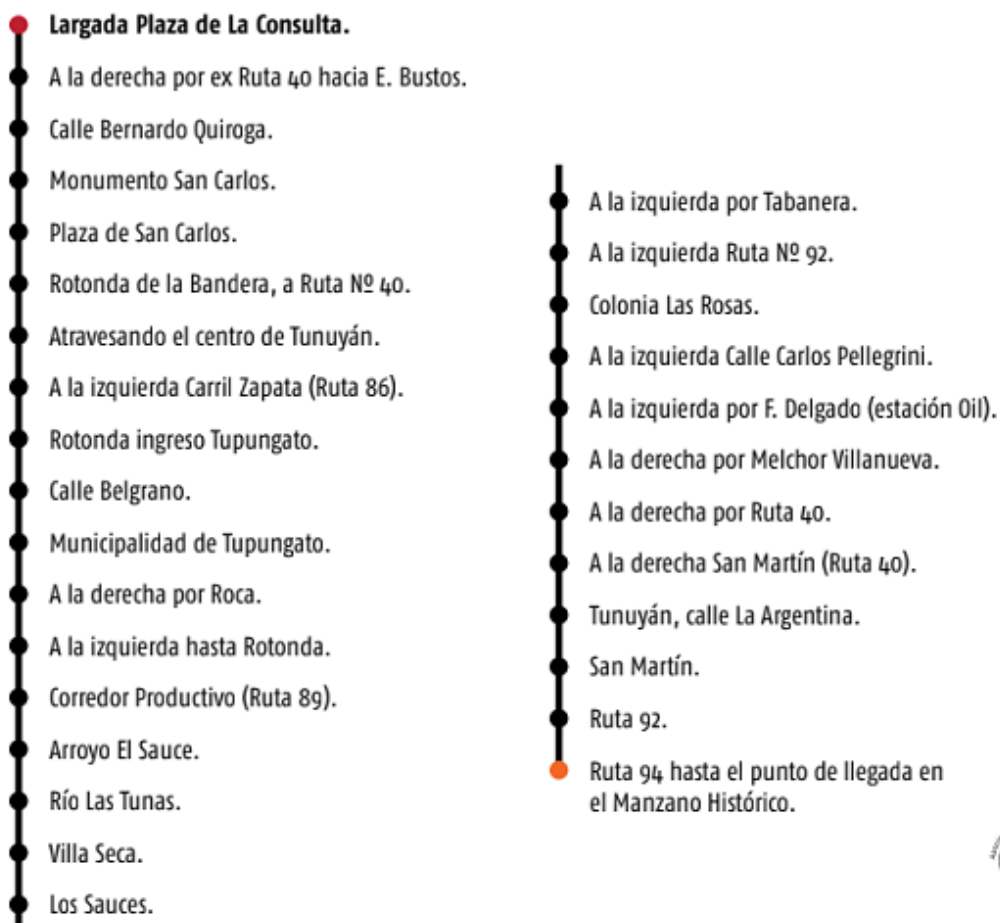 Largada Plaza de La Consulta.
A la derecha por ex Ruta 40 hacia E. Bustos.
Calle Bernardo Quiroga.
Monumento San Carlos.
Plaza de San Carlos.
Rotonda de la Bandera, a Ruta Nº 40.
Atravesando el centro de Tunuyán.
A la izquierda Carril Zapata (Ruta 86).
Rotonda ingreso Tupungato.
Calle Belgrano.
Municipalidad de Tupungato.
A la derecha por Roca.
A la izquierda hasta Rotonda.
Corredor Productivo (Ruta 89).
Arroyo El Sauce.
Río Las Tunas.
Villa Seca.
Los Sauces.
A la izquierda por Tabanera.
A la izquierda Ruta Nº 92.
Colonia Las Rosas.
A la izquierda Calle Carlos Pellegrini.
A la izquierda por F. Delgado (estación Oil).
A la derecha por Melchor Villanueva.
A la derecha por Ruta 40.
A la derecha San Martín (Ruta 40).
Tunuyán, calle La Argentina.
San Martín.
Ruta 92.
Ruta 94 hasta el punto de llegada en
el Manzano Histórico.